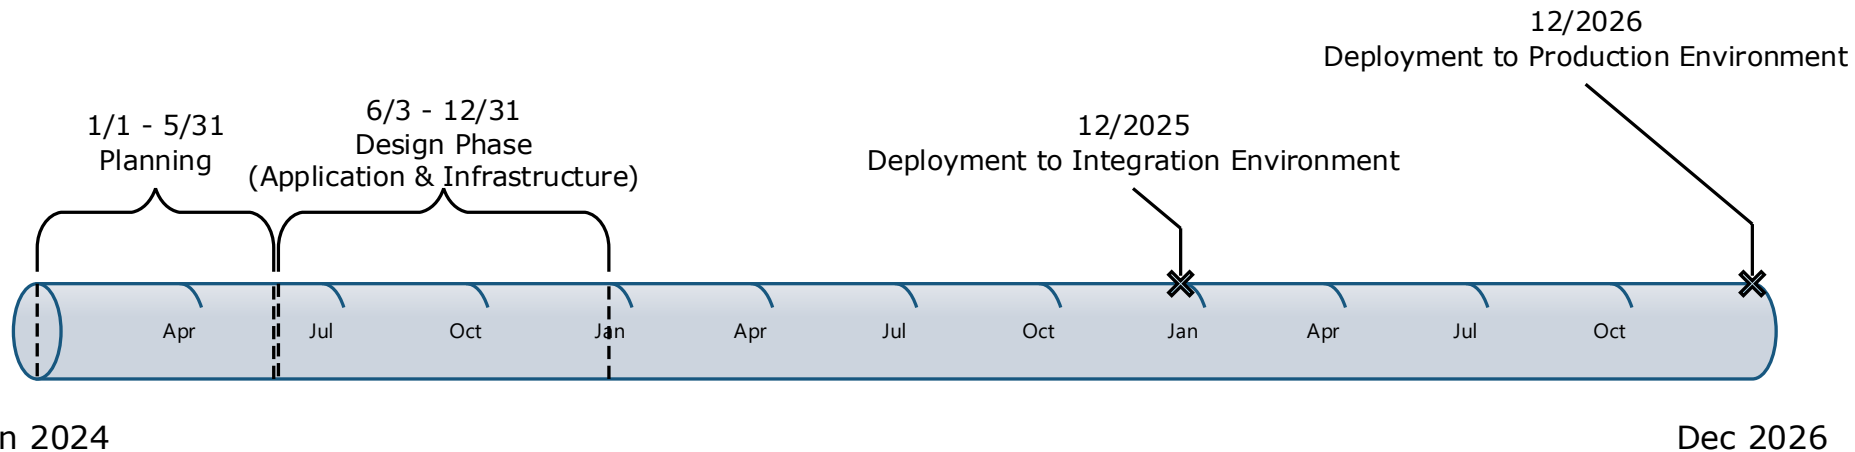 12/2026
Deployment to Production Environment
6/3 - 12/31
Design Phase
(Application & Infrastructure)
1/1 - 5/31
Planning
12/2025
Deployment to Integration Environment
Apr Jul Oct Jan Apr Jul Oct Jan Apr Jul Oct
n 2024
Dec 2026